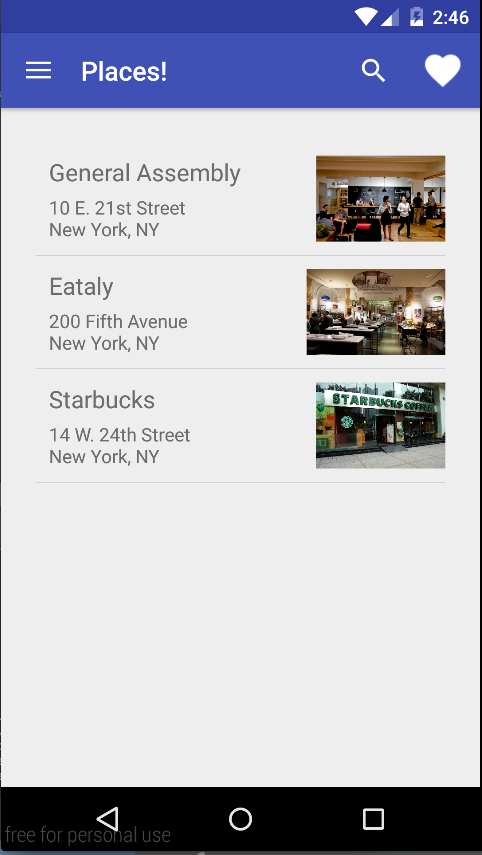 2:46
Places!
General Assembly
10 E. 21st Street
New York, NY
Eataly
200 Fifth Avenue
New York, NY
Starbucks
14 W. 24th Street
New York, NY
STARBUCKS COFFEE
free for personal use